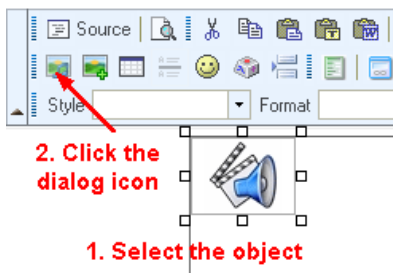 Source
Style
Format
2. Click the
dialog icon
1. Select the object